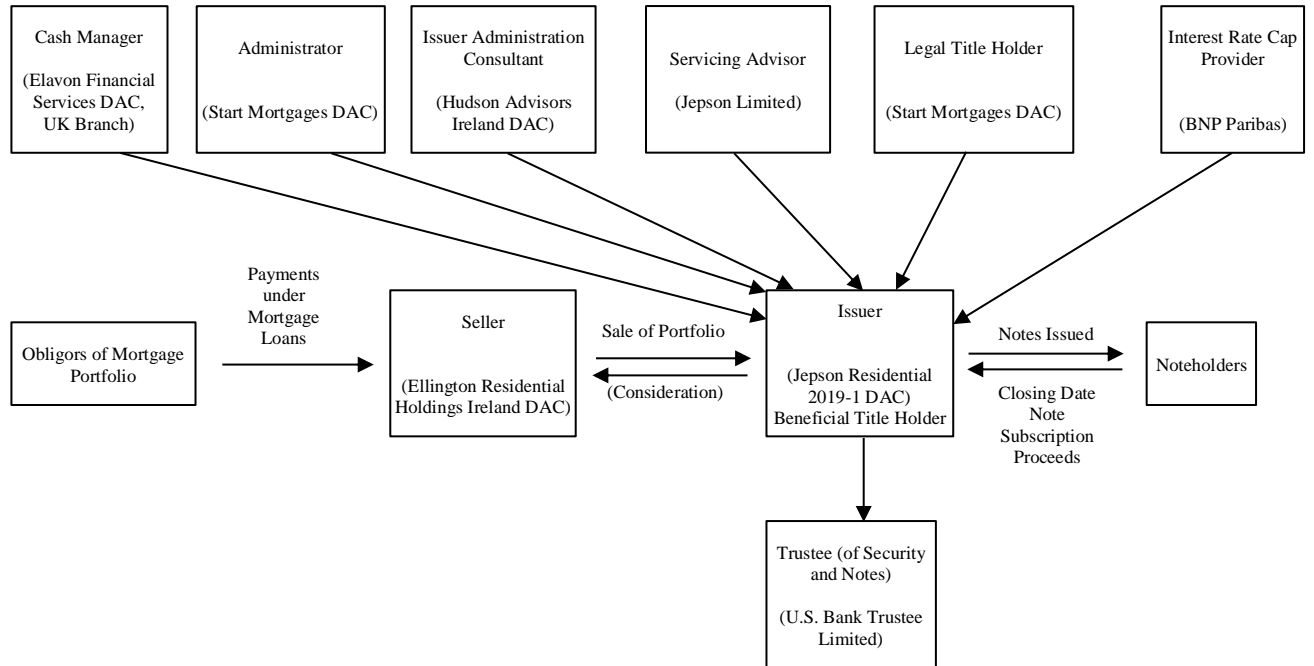 Cash Manager
(Elavon Financial
Services DAC,
UK Branch)
Administrator
(Start Mortgages DAC)
Issuer Administration
Consultant
(Hudson Advisors
Ireland DAC)
Servicing Advisor
(Jepson Limited)
Legal Title Holder
(Start Mortgages DAC)
Interest Rate Cap
Provider
(BNP Paribas)
Obligors of Mortgage
Portfolio
Payments
under
Mortgage
Loans
Seller
(Ellington Residential
Holdings Ireland DAC)
Sale of Portfolio
(Consideration)
Issuer
(Jepson Residential
2019-1 DAC)
Beneficial Title Holder
Notes Issued
Closing Date
Note
Subscription
Proceeds
Noteholders
Trustee (of Security
and Notes)
(U.S. Bank Trustee
Limited)